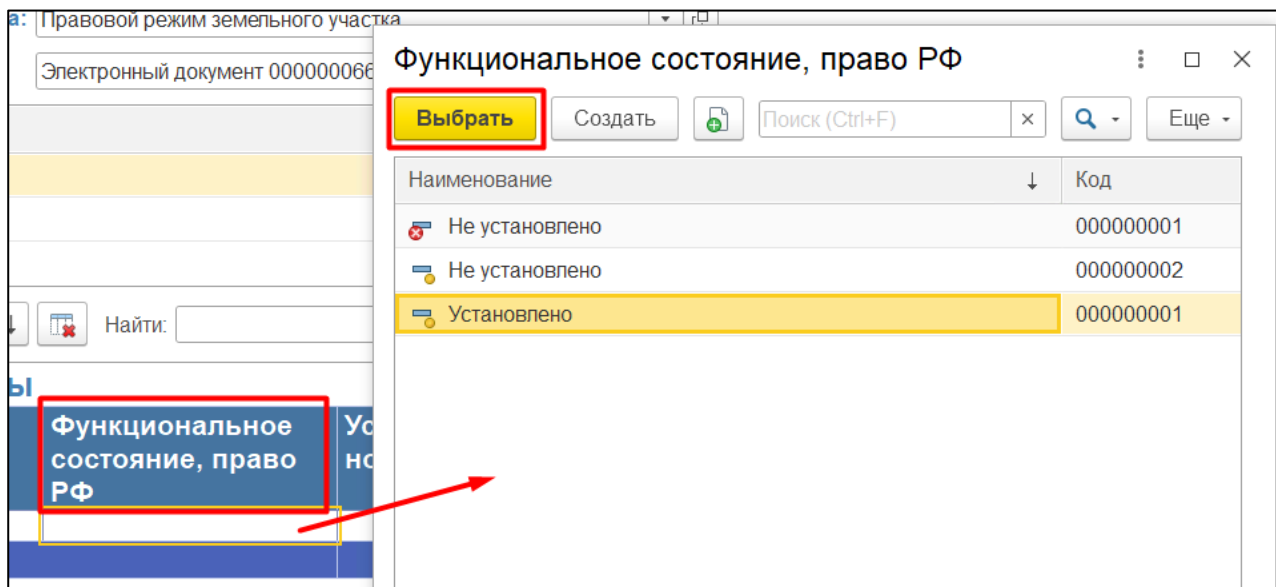 а: Правовой режим земельного участка
Электронный документ 000000066
Функциональное состояние, право РФ
Выбрать Создать Поиск (Ctrl+F) Еще
Наименование Код
Не установлено 000000001
Не установлено 000000002
Установлено 000000001
Найти:
ы
Функциональное
состояние, право
РФ
Ус
но